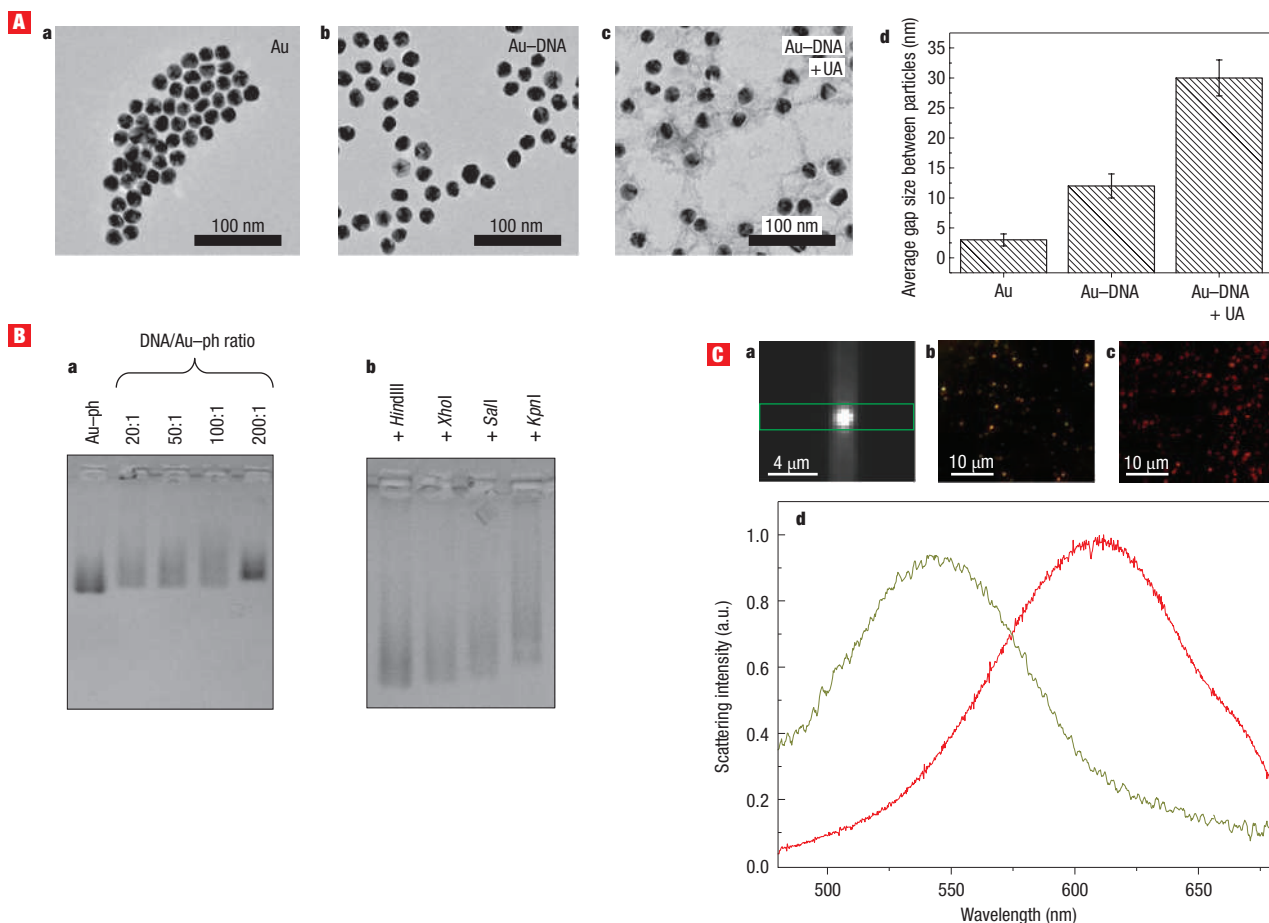 A
a
Au
100 nm
b
Au–DNA
100 nm
c
Au–DNA
+ UA
100 nm
d
Average gap size between particles (nm)
35
30
25
20
15
10
5
0
Au
Au–DNA
Au–DNA
+ UA
B
DNA/Au–ph ratio
a
Au–ph
20:1
50:1
100:1
200:1
b
+ HindIII
+ XhoI
+ SalI
+ KpnI
C
a
4 μm
b
10 μm
c
10 μm
d
Scattering intensity (a.u.)
1.0
0.8
0.6
0.4
0.2
0.0
500
550
600
650
Wavelength (nm)